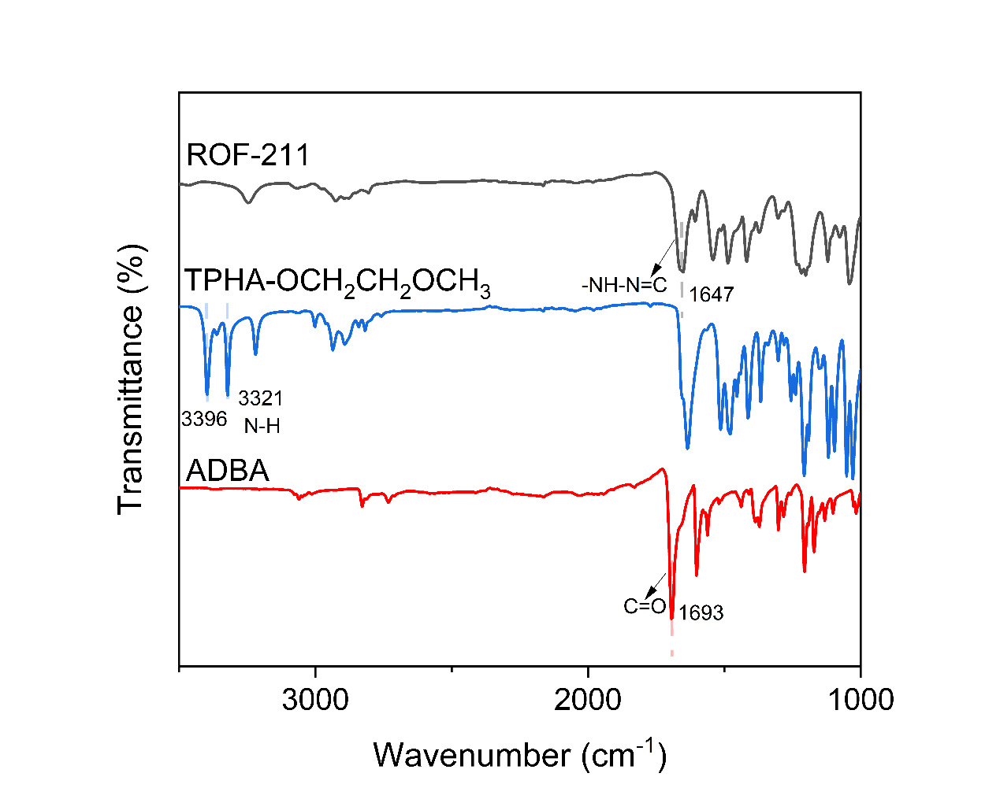 ROF-211
-NH-N=C
1647
TPHA-OCH₂CH₂OCH₃
3396
3321
N-H
ADBA
C=O
1693
Transmittance (%)
3000
2000
1000
Wavenumber (cm⁻¹)